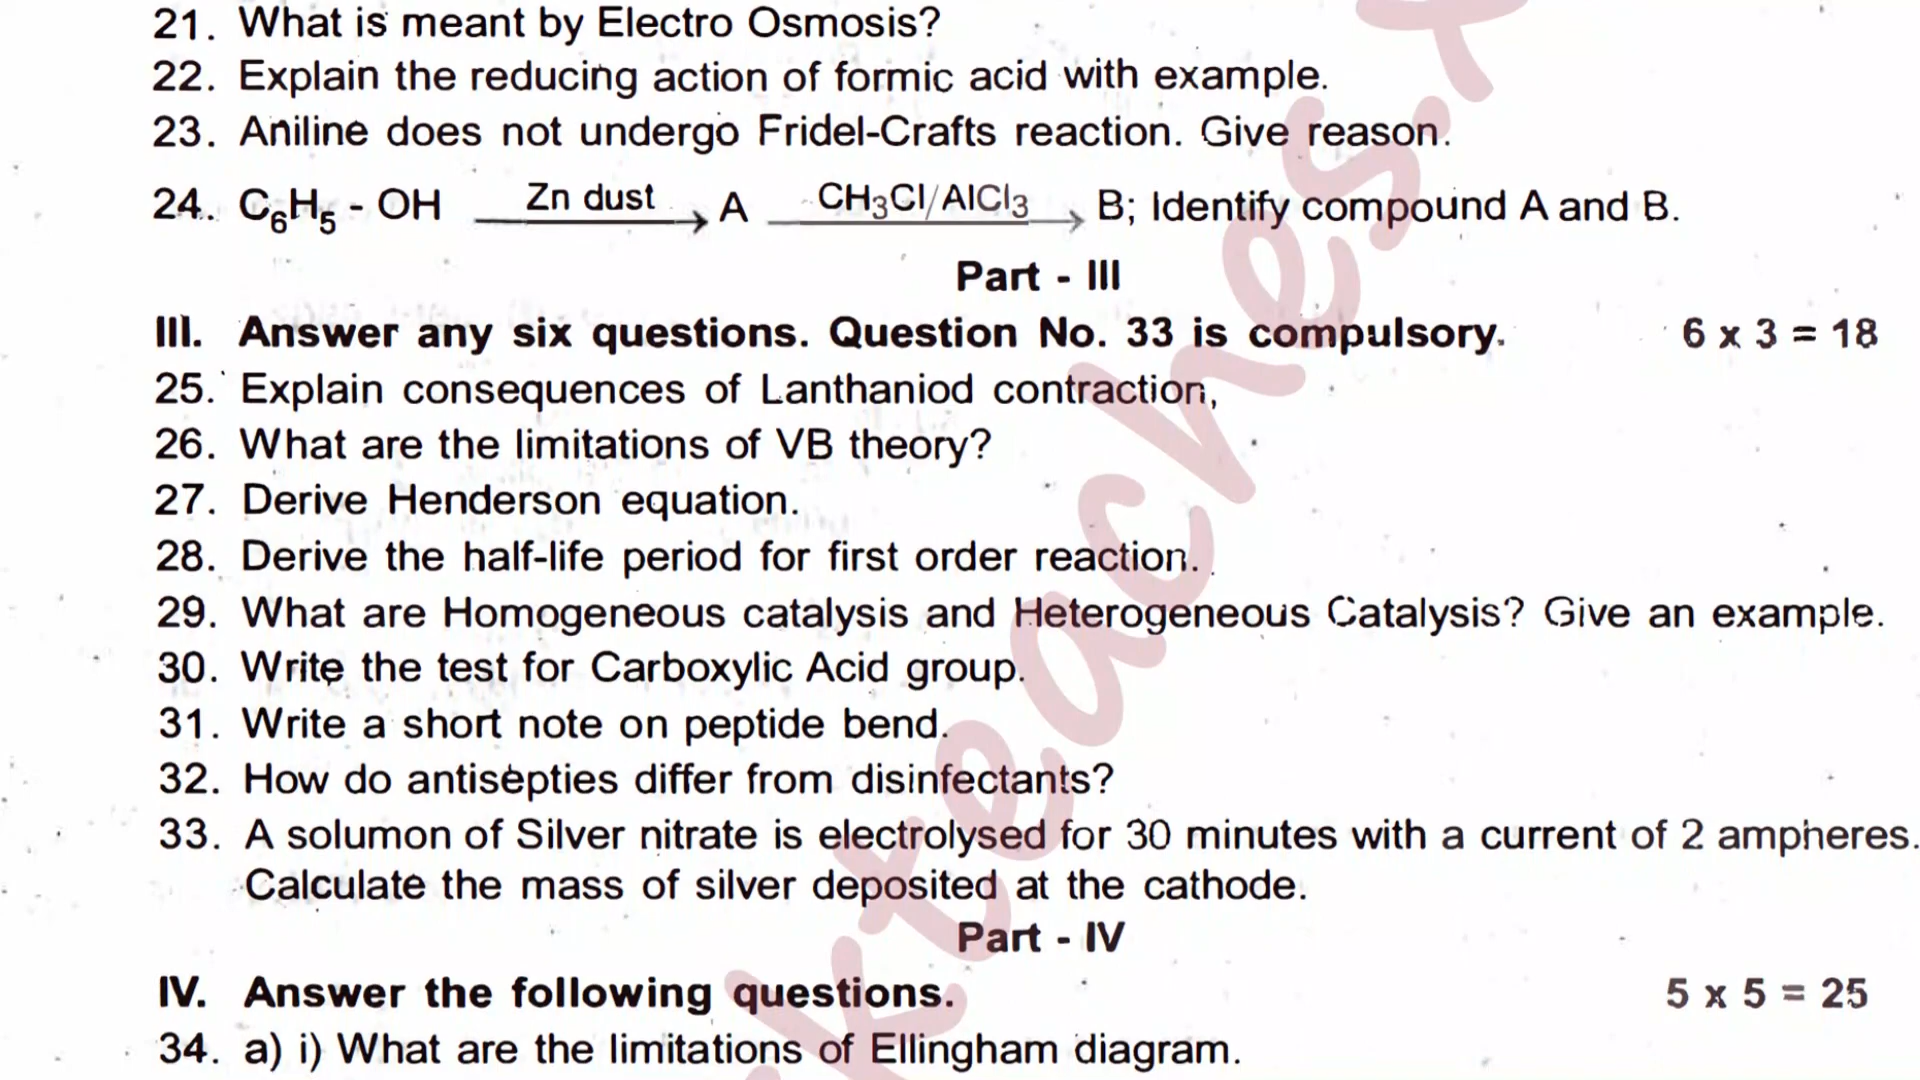 21. What is meant by Electro Osmosis?
22. Explain the reducing action of formic acid with example.
23. Aniline does not undergo Fridel-Crafts reaction. Give reason.
24. C₆H₅ - OH Zn dust → A CH₃Cl/AlCl₃ → B; Identify compound A and B.
Part - III
III. Answer any six questions. Question No. 33 is compulsory. 6 x 3 = 18
25. Explain consequences of Lanthaniod contraction,
26. What are the limitations of VB theory?
27. Derive Henderson equation.
28. Derive the half-life period for first order reaction.
29. What are Homogeneous catalysis and Heterogeneous Catalysis? Give an example.
30. Write the test for Carboxylic Acid group.
31. Write a short note on peptide bend.
32. How do antisepties differ from disinfectants?
33. A solumon of Silver nitrate is electrolysed for 30 minutes with a current of 2 ampheres.
Calculate the mass of silver deposited at the cathode.
Part - IV
IV. Answer the following questions. 5 x 5 = 25
34. a) i) What are the limitations of Ellingham diagram.